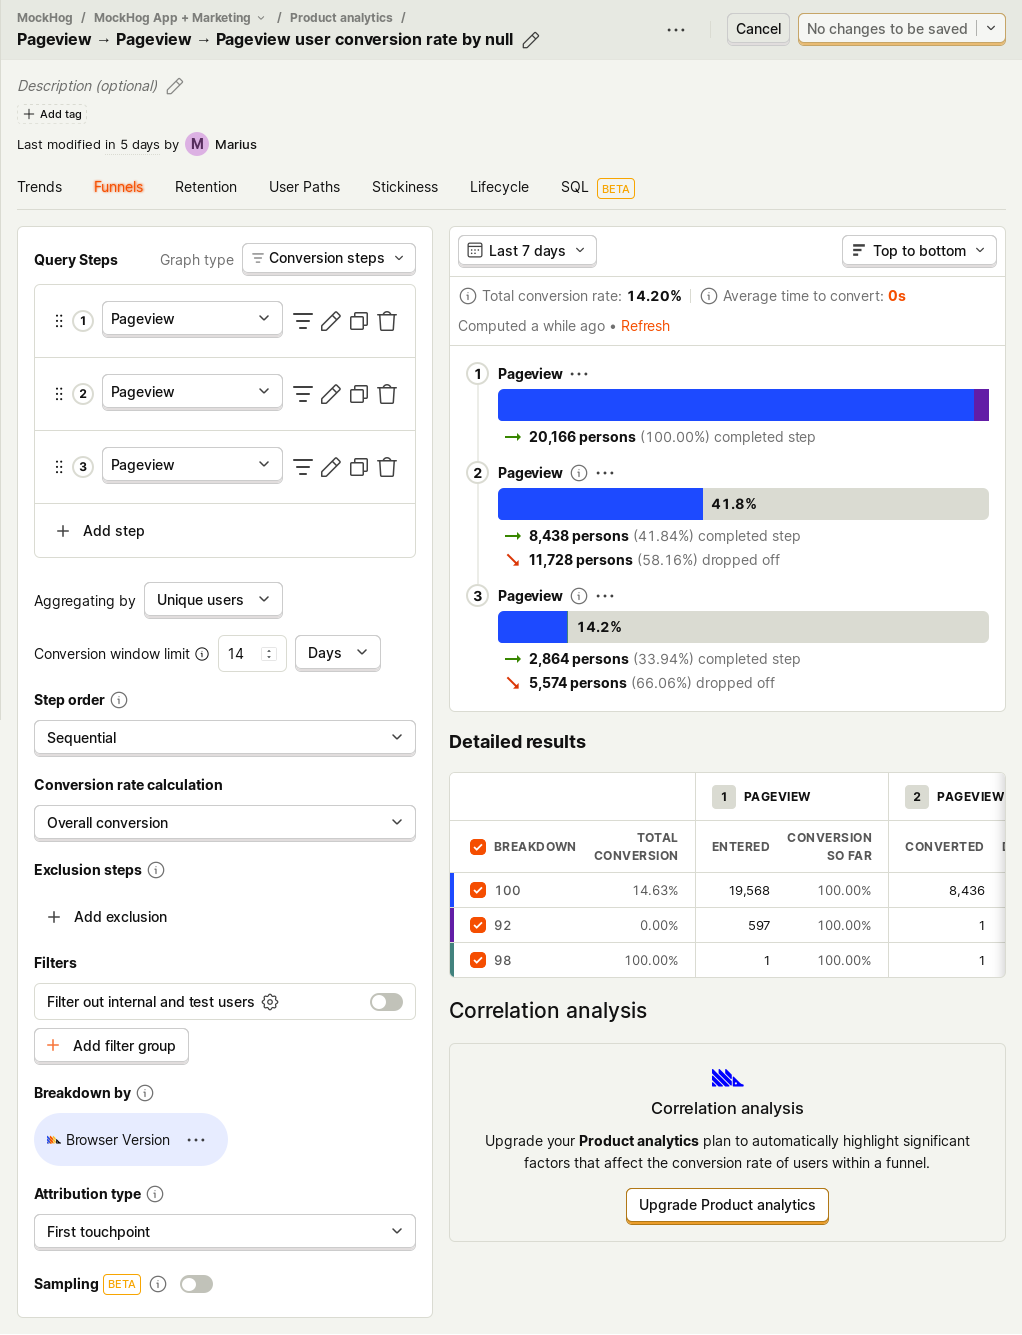 MockHog / MockHog App + Marketing / Product analytics /
Pageview → Pageview → Pageview user conversion rate by null
Cancel
No changes to be saved
Description (optional)
+ Add tag
Last modified in 5 days by M Marius
Trends Funnels Retention User Paths Stickiness Lifecycle SQL BETA
Query Steps Graph type Conversion steps
1 Pageview
2 Pageview
3 Pageview
+ Add step
Aggregating by Unique users
Conversion window limit 14 Days
Step order
Sequential
Conversion rate calculation
Overall conversion
Exclusion steps
+ Add exclusion
Filters
Filter out internal and test users
+ Add filter group
Breakdown by
Browser Version
Attribution type
First touchpoint
Sampling BETA
Last 7 days Top to bottom
Total conversion rate: 14.20% Average time to convert: 0s
Computed a while ago • Refresh
1 Pageview
→ 20,166 persons (100.00%) completed step
2 Pageview
41.8%
→ 8,438 persons (41.84%) completed step
↘ 11,728 persons (58.16%) dropped off
3 Pageview
14.2%
→ 2,864 persons (33.94%) completed step
↘ 5,574 persons (66.06%) dropped off
Detailed results
1 PAGEVIEW 2 PAGEVIEW
BREAKDOWN TOTAL CONVERSION ENTERED CONVERSION SO FAR CONVERTED
100 14.63% 19,568 100.00% 8,436
92 0.00% 597 100.00% 1
98 100.00% 1 100.00% 1
Correlation analysis
Correlation analysis
Upgrade your Product analytics plan to automatically highlight significant
factors that affect the conversion rate of users within a funnel.
Upgrade Product analytics